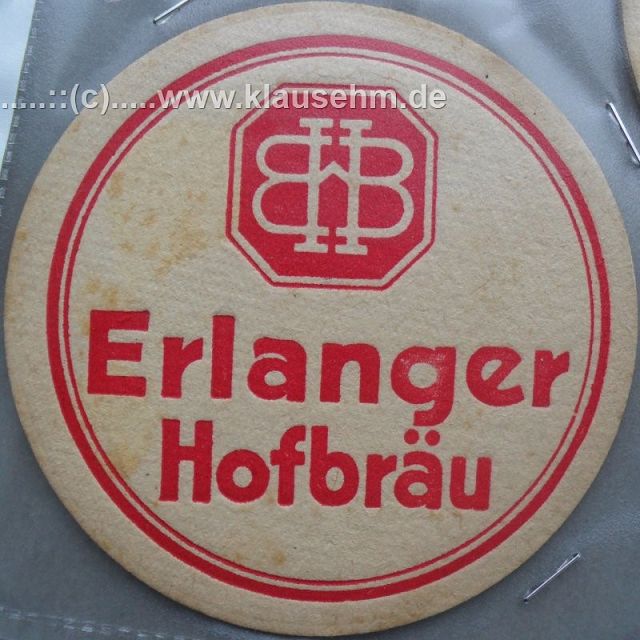 .....::(c).....www.klausehm.de
Erlanger
Hofbräu